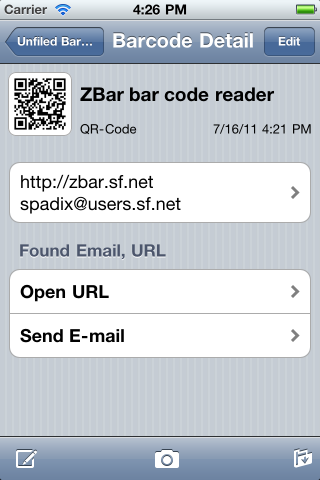 Carrier 4:26 PM
Unfiled Bar... Barcode Detail Edit
ZBar bar code reader
QR-Code 7/16/11 4:21 PM
http://zbar.sf.net
spadix@users.sf.net
Found Email, URL
Open URL
Send E-mail